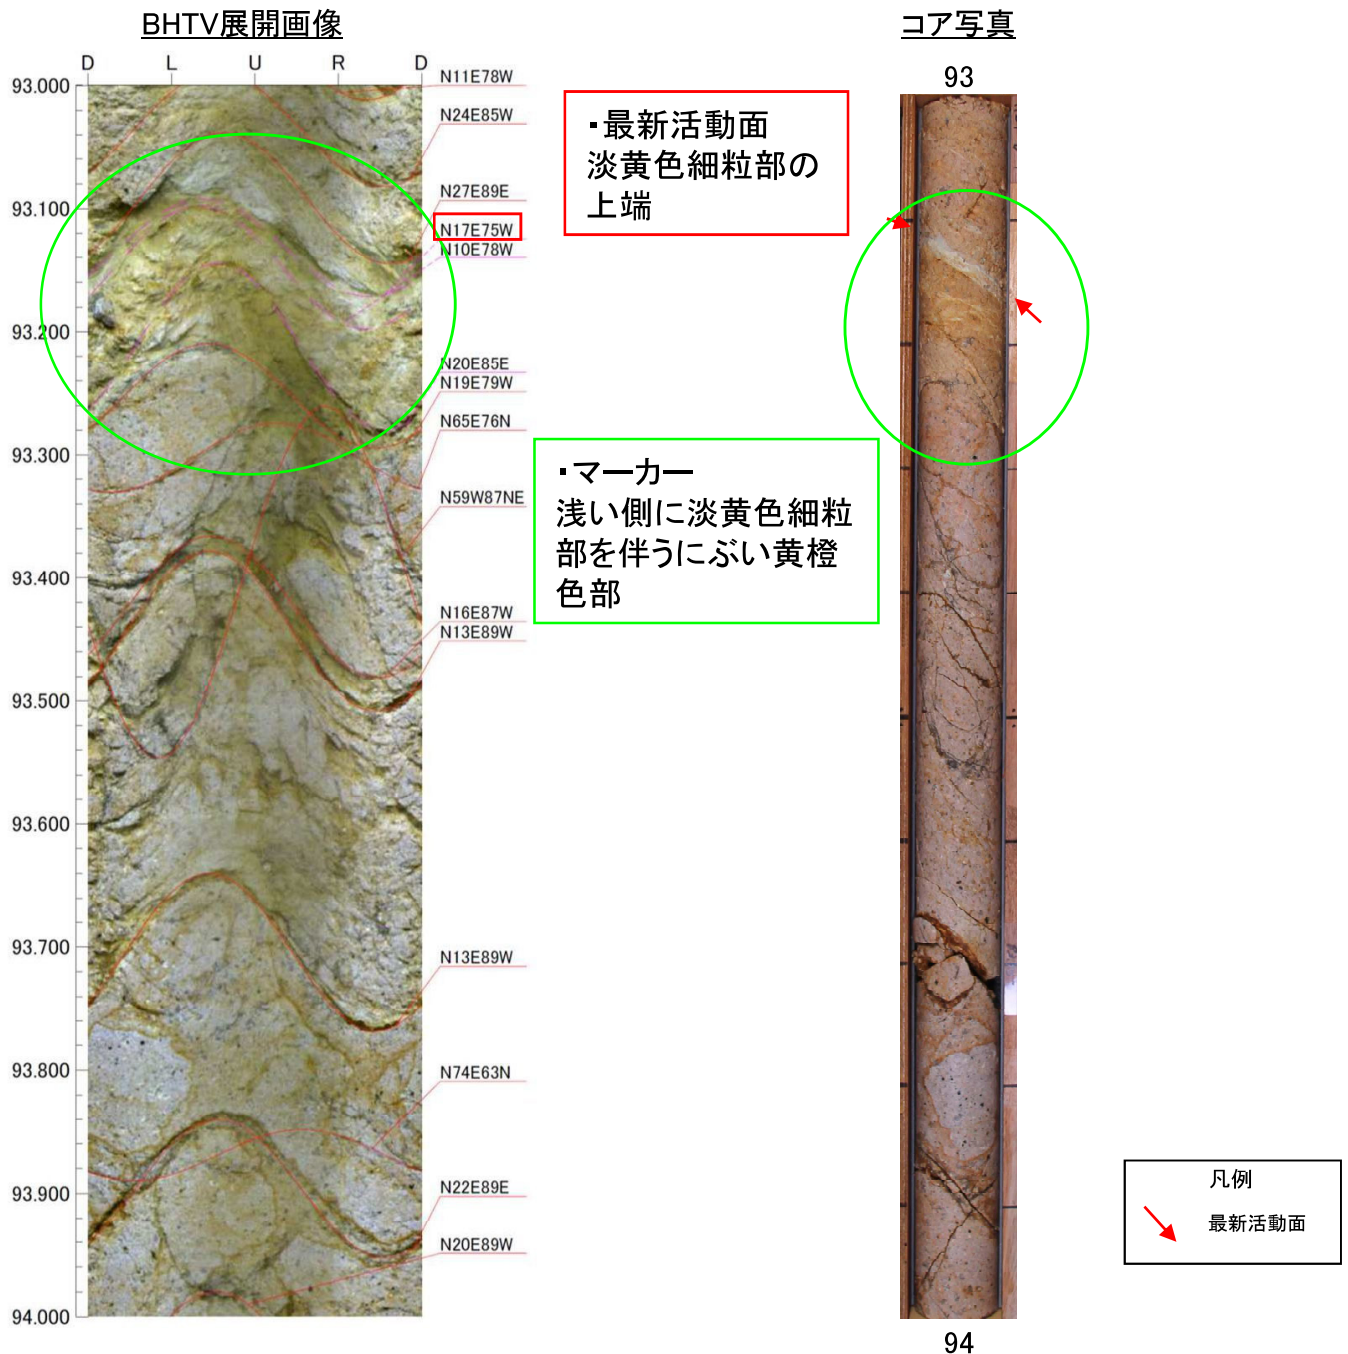 BHTV展開画像
D L U R D
93.000
93.100
93.200
93.300
93.400
93.500
93.600
93.700
93.800
93.900
94.000
N11E78W
N24E85W
N27E89E
N17E75W
N10E78W
N20E85E
N19E79W
N65E76N
N59W87NE
N16E87W
N13E89W
N13E89W
N74E63N
N22E89E
N20E89W
・最新活動面
淡黄色細粒部の
上端
・マーカー
浅い側に淡黄色細粒
部を伴うにぶい黄橙
色部
コア写真
93
94
凡例
最新活動面